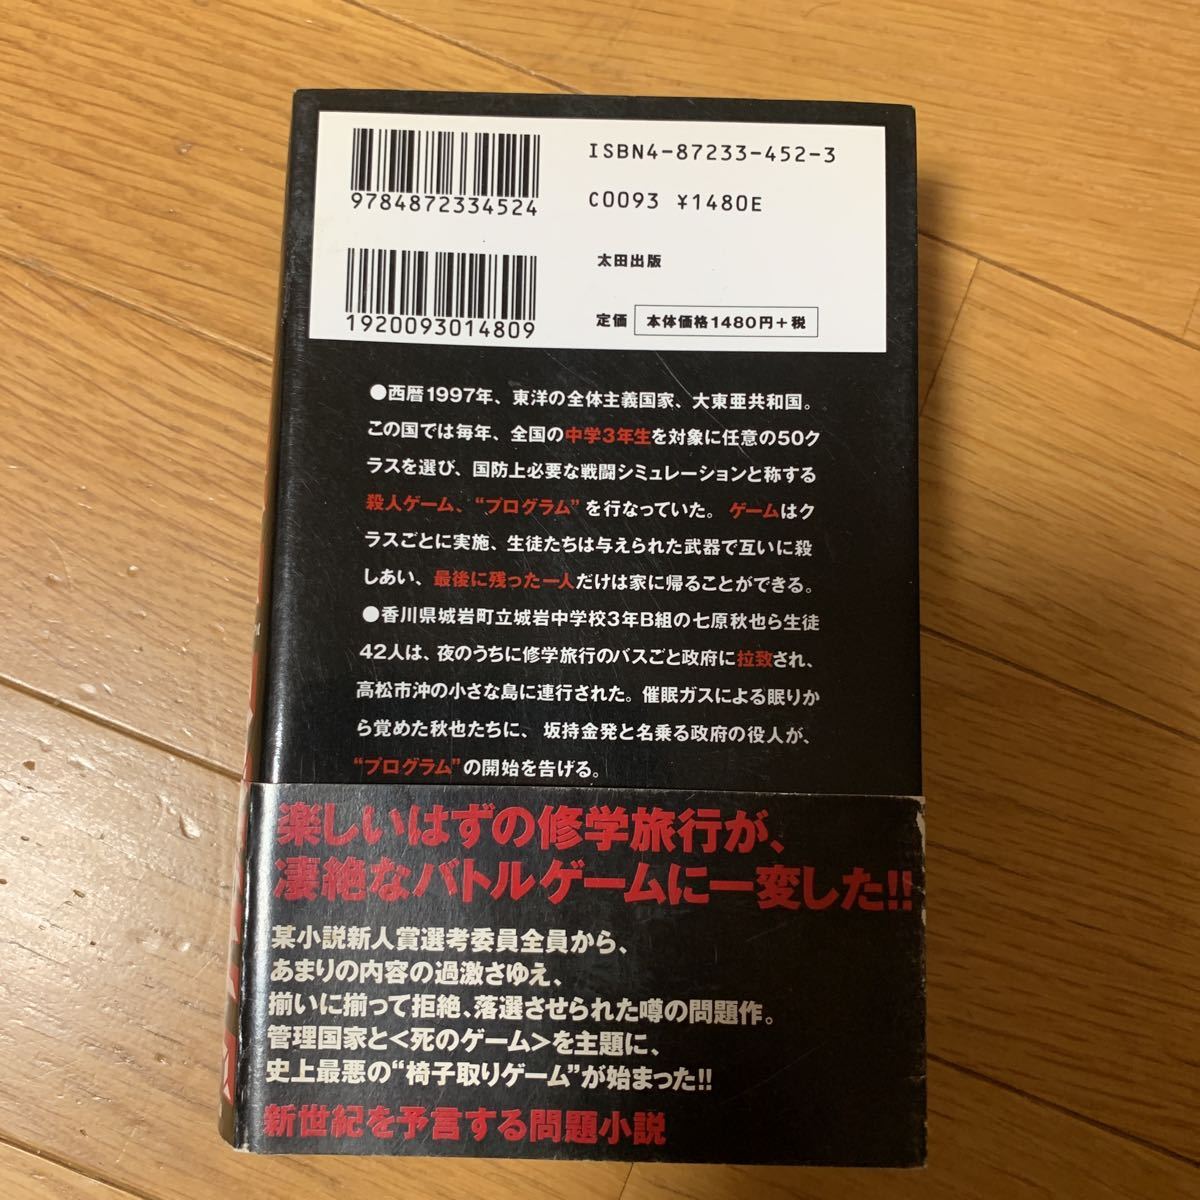 ISBN4-87233-452-3
9784872334524
C0093 ¥1480E
太田出版
1920093014809
定価 本体価格1480円+税
●西暦1997年、東洋の全体主義国家、大東亜共和国。
この国では毎年、全国の中学3年生を対象に任意の50ク
ラスを選び、国防上必要な戦闘シミュレーションと称する
殺人ゲーム、“プログラム”を行なっていた。ゲームはク
ラスごとに実施、生徒たちは与えられた武器で互いに殺
しあい、最後に残った一人だけは家に帰ることができる。
●香川県城岩町立城岩中学校3年B組の七原秋也ら生徒
42人は、夜のうちに修学旅行のバスごと政府に拉致され、
高松市沖の小さな島に連行された。催眠ガスによる眠りか
ら覚めた秋也たちに、坂持金発と名乗る政府の役人が、
“プログラム”の開始を告げる。
楽しいはずの修学旅行が、
凄絶なバトルゲームに一変した!!
某小説新人賞選考委員全員から、
あまりの内容の過激さゆえ、
揃いに揃って拒絶、落選させられた噂の問題作。
管理国家と<死のゲーム>を主題に、
史上最悪の“椅子取りゲーム”が始まった!!
新世紀を予言する問題小説